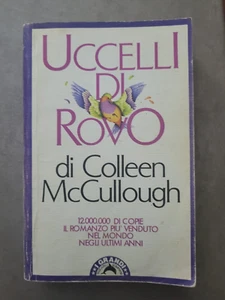 UCCELLI
DI
ROVO
di Colleen
McCullough
12.000.000 DI COPIE
IL ROMANZO PIU' VENDUTO
NEL MONDO
NEGLI ULTIMI ANNI
I GRANDI